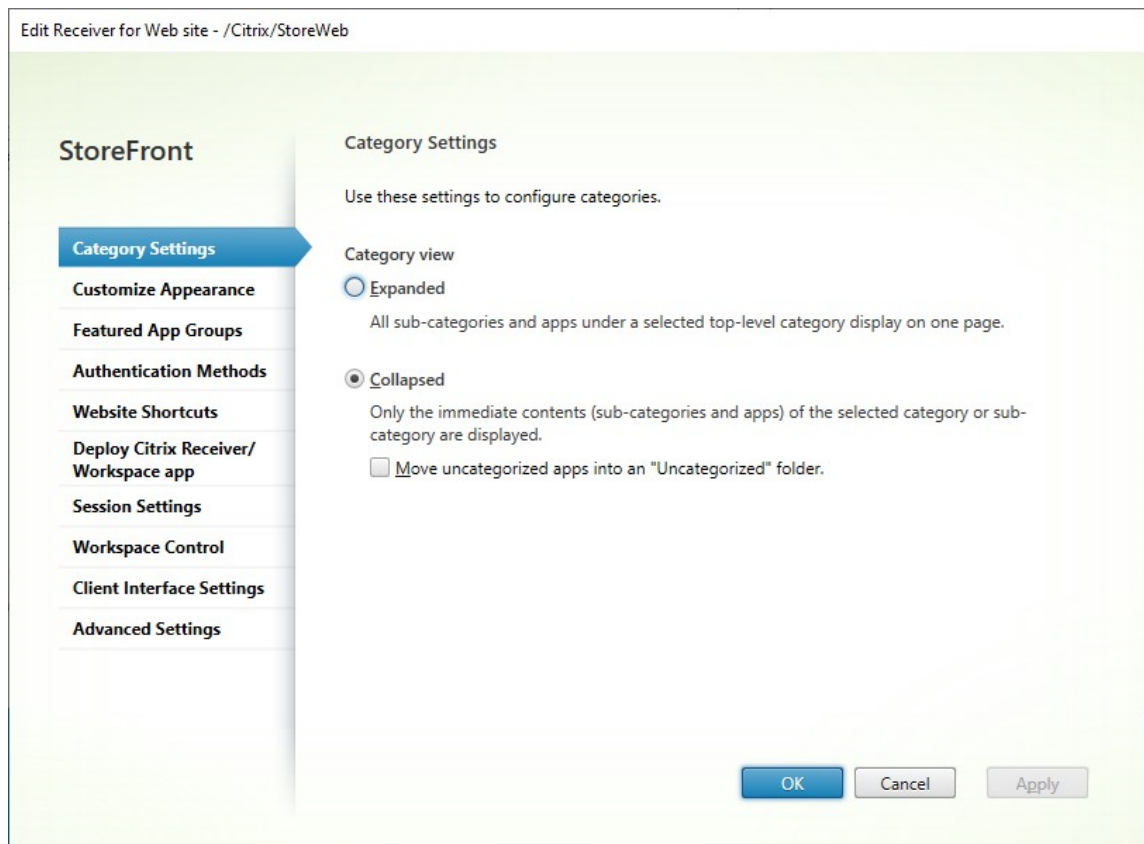 Edit Receiver for Web site - /Citrix/StoreWeb
StoreFront
Category Settings
Customize Appearance
Featured App Groups
Authentication Methods
Website Shortcuts
Deploy Citrix Receiver/
Workspace app
Session Settings
Workspace Control
Client Interface Settings
Advanced Settings
Category Settings
Use these settings to configure categories.
Category view
Expanded
All sub-categories and apps under a selected top-level category display on one page.
Collapsed
Only the immediate contents (sub-categories and apps) of the selected category or sub-
category are displayed.
Move uncategorized apps into an "Uncategorized" folder.
OK
Cancel
Apply